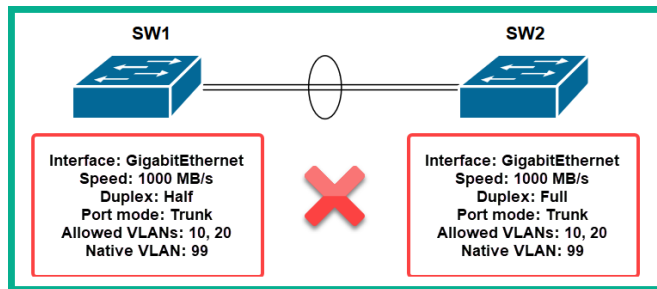 SW1
SW2
Interface: GigabitEthernet
Speed: 1000 MB/s
Duplex: Half
Port mode: Trunk
Allowed VLANs: 10, 20
Native VLAN: 99
Interface: GigabitEthernet
Speed: 1000 MB/s
Duplex: Full
Port mode: Trunk
Allowed VLANs: 10, 20
Native VLAN: 99